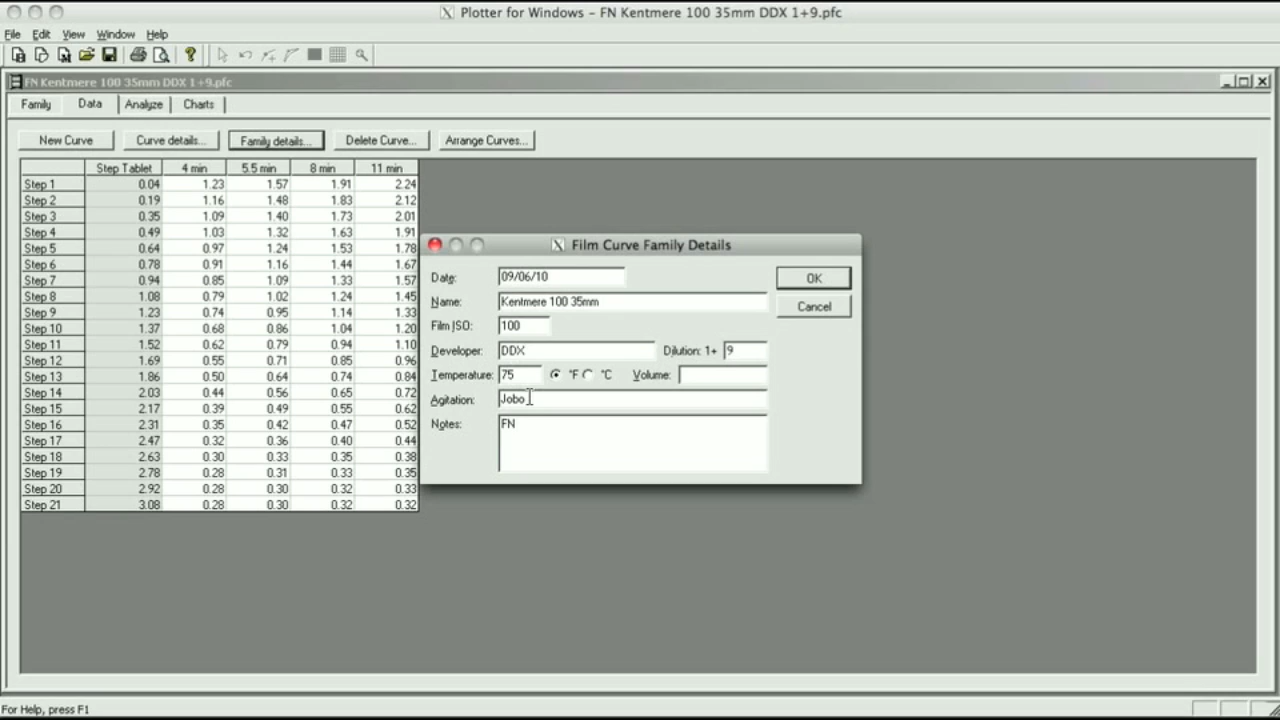 Plotter for Windows – FN Kentmere 100 35mm DDX 1+9.pfc
File Edit View Window Help
FN Kentmere 100 35mm DDX 1+9.pfc
Family Data Analyze Charts
New Curve Curve details... Family details... Delete Curve... Arrange Curves...
Step Tablet 4 min 5.5 min 8 min 11 min
Step 1 0.04 1.23 1.57 1.91 2.24
Step 2 0.19 1.16 1.48 1.83 2.12
Step 3 0.35 1.09 1.40 1.73 2.01
Step 4 0.49 1.03 1.32 1.63 1.91
Step 5 0.64 0.97 1.24 1.53 1.78
Step 6 0.78 0.91 1.16 1.44 1.67
Step 7 0.94 0.85 1.09 1.33 1.57
Step 8 1.08 0.79 1.02 1.24 1.45
Step 9 1.23 0.74 0.95 1.14 1.33
Step 10 1.37 0.68 0.86 1.04 1.20
Step 11 1.52 0.62 0.79 0.94 1.10
Step 12 1.69 0.55 0.71 0.85 0.96
Step 13 1.86 0.50 0.64 0.74 0.84
Step 14 2.03 0.44 0.56 0.65 0.72
Step 15 2.17 0.39 0.49 0.55 0.62
Step 16 2.31 0.35 0.42 0.47 0.52
Step 17 2.47 0.32 0.36 0.40 0.44
Step 18 2.63 0.30 0.33 0.35 0.38
Step 19 2.78 0.28 0.31 0.33 0.35
Step 20 2.92 0.28 0.30 0.32 0.33
Step 21 3.08 0.28 0.30 0.32 0.32
Film Curve Family Details
Date: 09/06/10 OK
Name: Kentmere 100 35mm Cancel
Film ISO: 100
Developer: DDX Dilution: 1+ 9
Temperature: 75 °F °C Volume:
Agitation: Jobo
Notes: FN
For Help, press F1